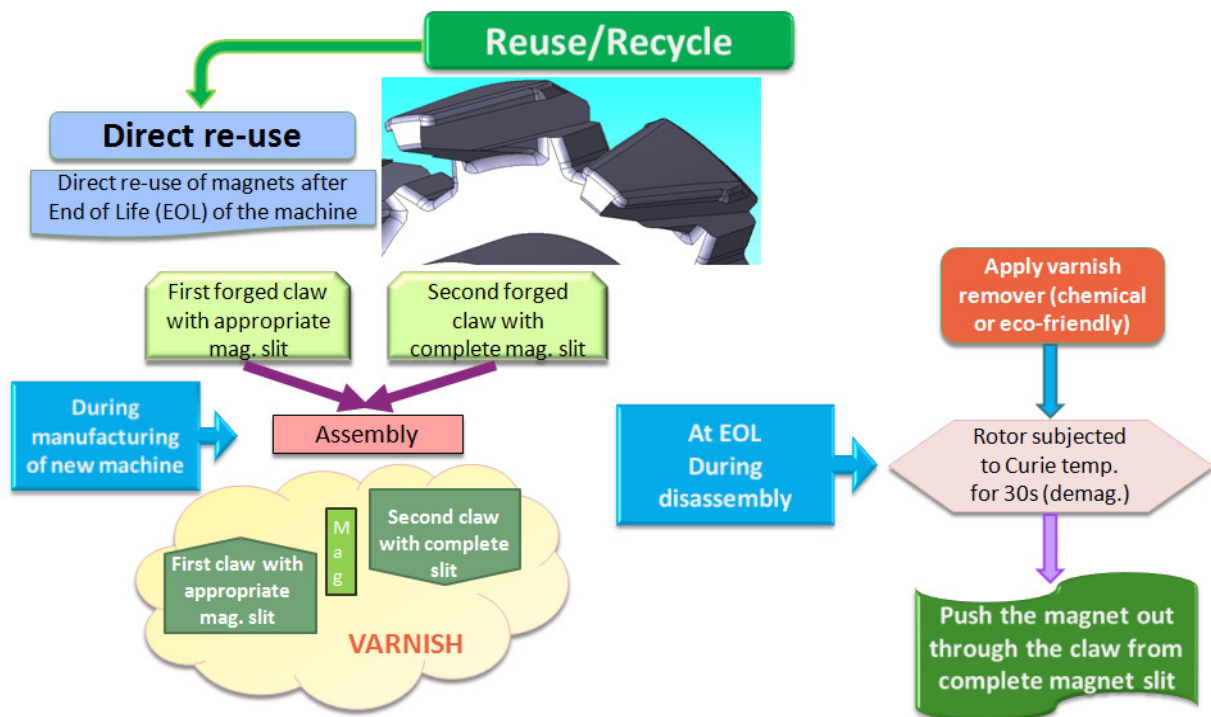 Reuse/Recycle
Direct re-use
Direct re-use of magnets after
End of Life (EOL) of the machine
First forged claw
with appropriate
mag. slit
Second forged
claw with
complete mag. slit
During
manufacturing
of new machine
Assembly
Mag
Second claw
with complete
slit
First claw with
appropriate
mag. slit
VARNISH
At EOL
During
disassembly
Apply varnish
remover (chemical
or eco-friendly)
Rotor subjected
to Curie temp.
for 30s (demag.)
Push the magnet out
through the claw from
complete magnet slit